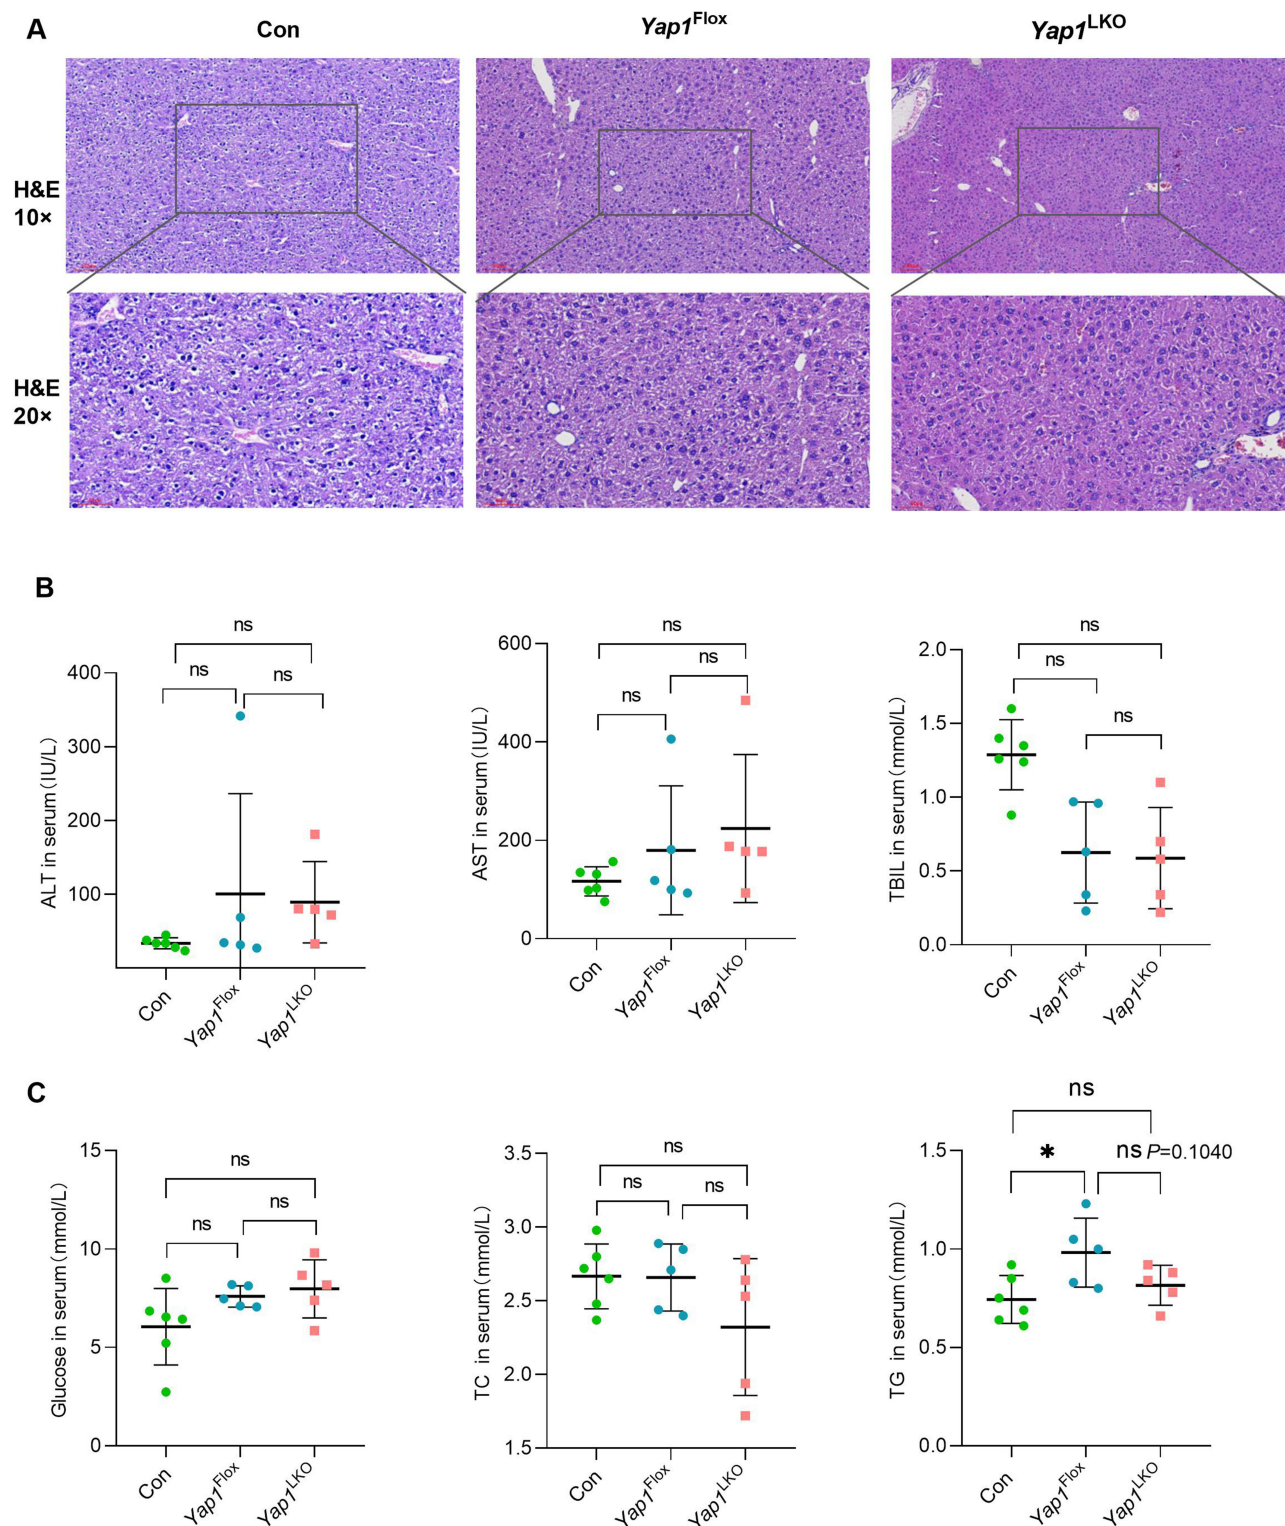 A
Con
Yap1Flox
Yap1LKO
H&E
10×
H&E
20×
B
ns
ns
ns
400
300
200
100
ALT in serum (IU/L)
Con
Yap1Flox
Yap1LKO
ns
ns
ns
600
400
200
0
AST in serum (IU/L)
Con
Yap1Flox
Yap1LKO
ns
ns
ns
2.0
1.5
1.0
0.5
0.0
TBIL in serum (mmol/L)
Con
Yap1Flox
Yap1LKO
C
ns
ns
ns
15
10
5
0
Glucose in serum (mmol/L)
Con
Yap1Flox
Yap1LKO
ns
ns
ns
3.5
3.0
2.5
2.0
1.5
TC in serum (mmol/L)
Con
Yap1Flox
Yap1LKO
ns
*
ns P=0.1040
1.5
1.0
0.5
0.0
TG in serum (mmol/L)
Con
Yap1Flox
Yap1LKO